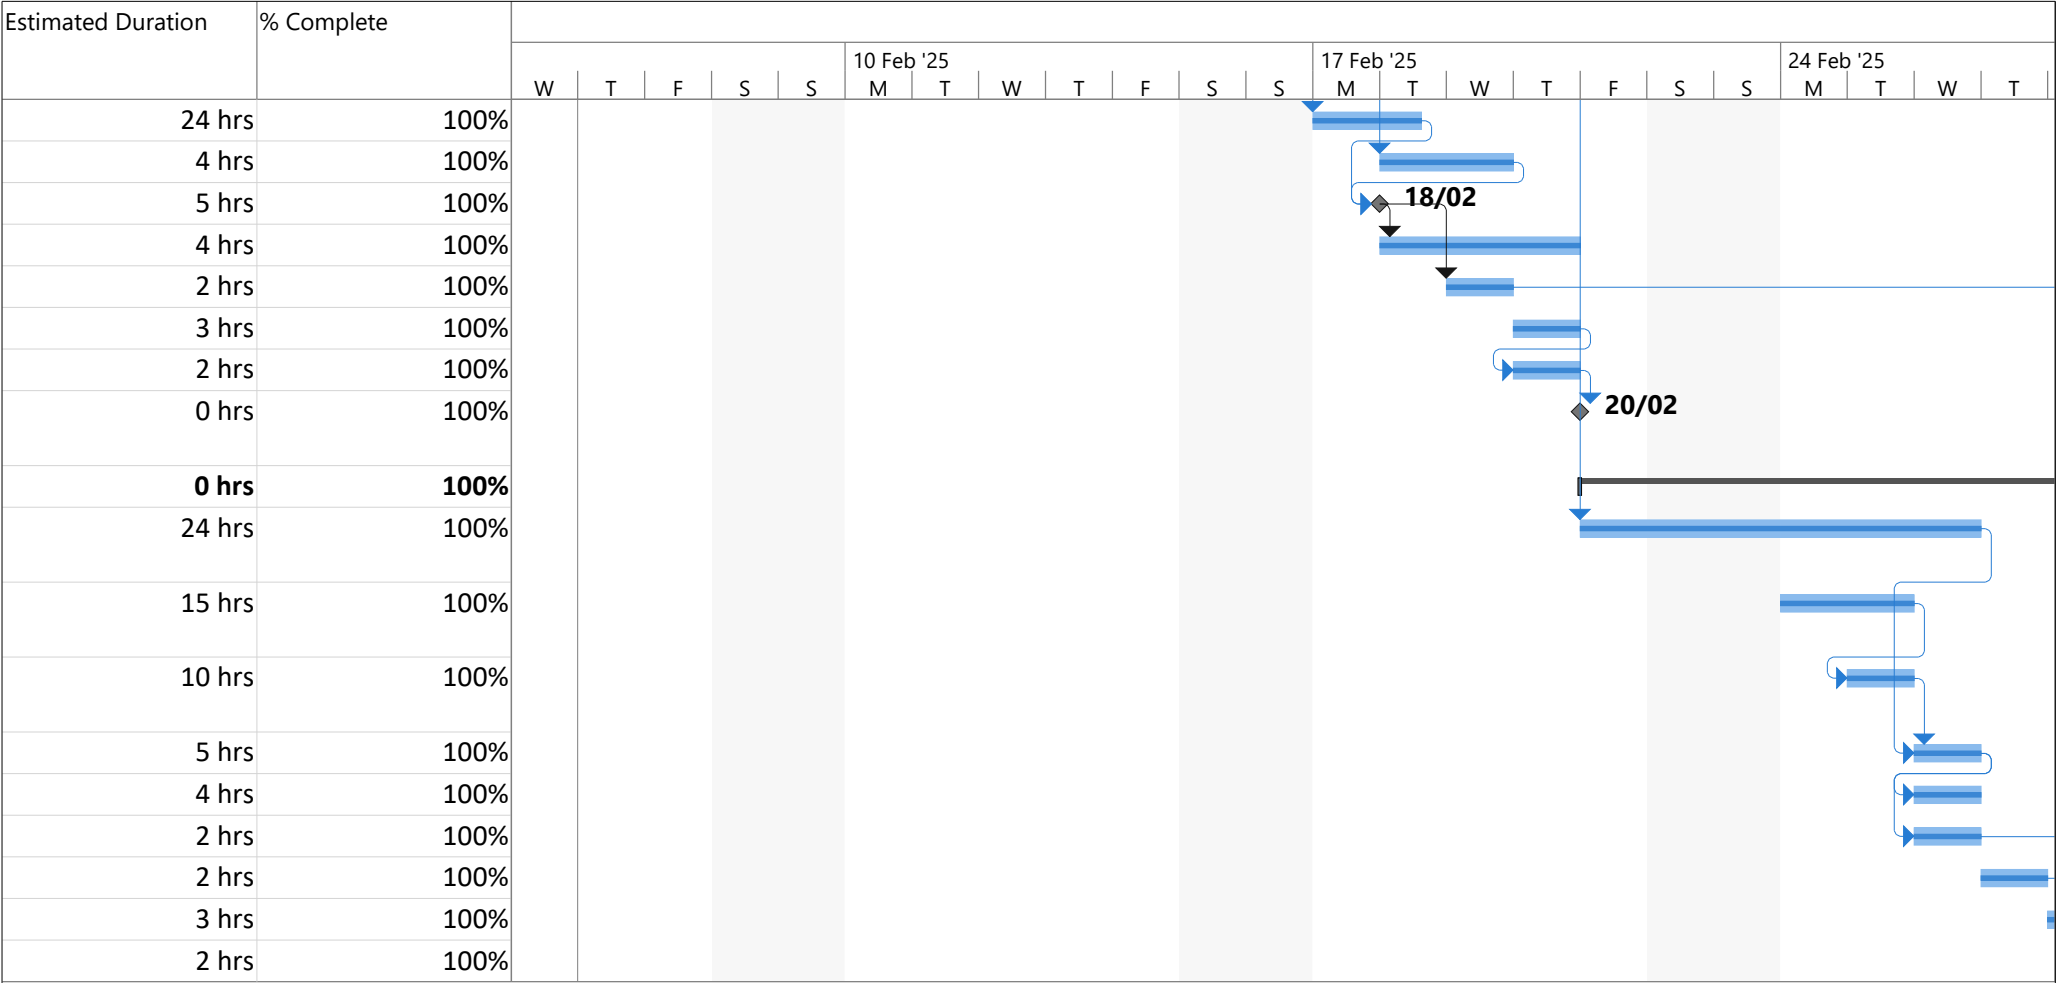 Estimated Duration % Complete
10 Feb '25 17 Feb '25 24 Feb '25
W T F S S M T W T F S S M T W T F S S M T W T
24 hrs 100%
4 hrs 100%
5 hrs 100% 18/02
4 hrs 100%
2 hrs 100%
3 hrs 100%
2 hrs 100%
0 hrs 100% 20/02
0 hrs 100%
24 hrs 100%
15 hrs 100%
10 hrs 100%
5 hrs 100%
4 hrs 100%
2 hrs 100%
2 hrs 100%
3 hrs 100%
2 hrs 100%